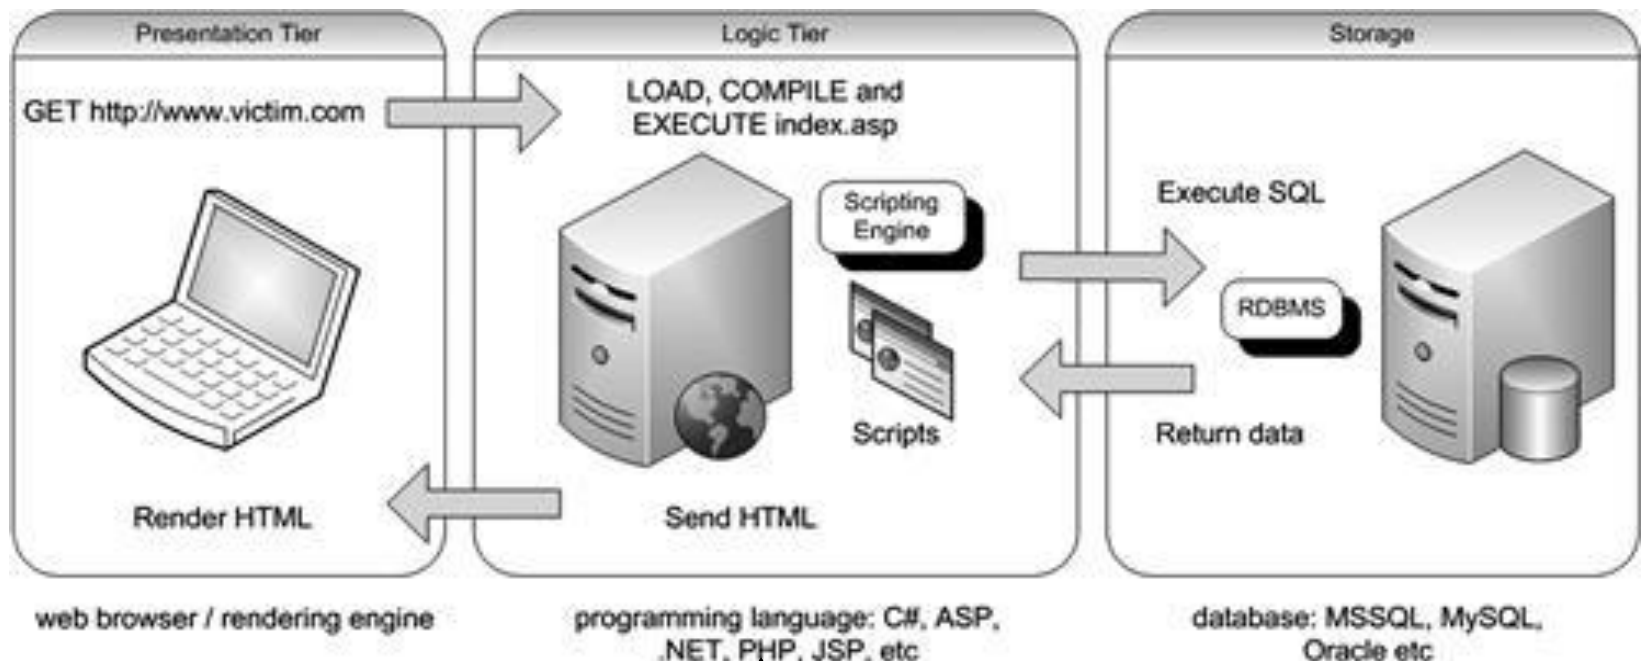 Presentation Tier
Logic Tier
Storage
GET http://www.victim.com
LOAD, COMPILE and
EXECUTE index.asp
Scripting
Engine
Execute SQL
RDBMS
Scripts
Return data
Render HTML
Send HTML
web browser / rendering engine
programming language: C#, ASP,
.NET, PHP, JSP, etc
database: MSSQL, MySQL,
Oracle etc